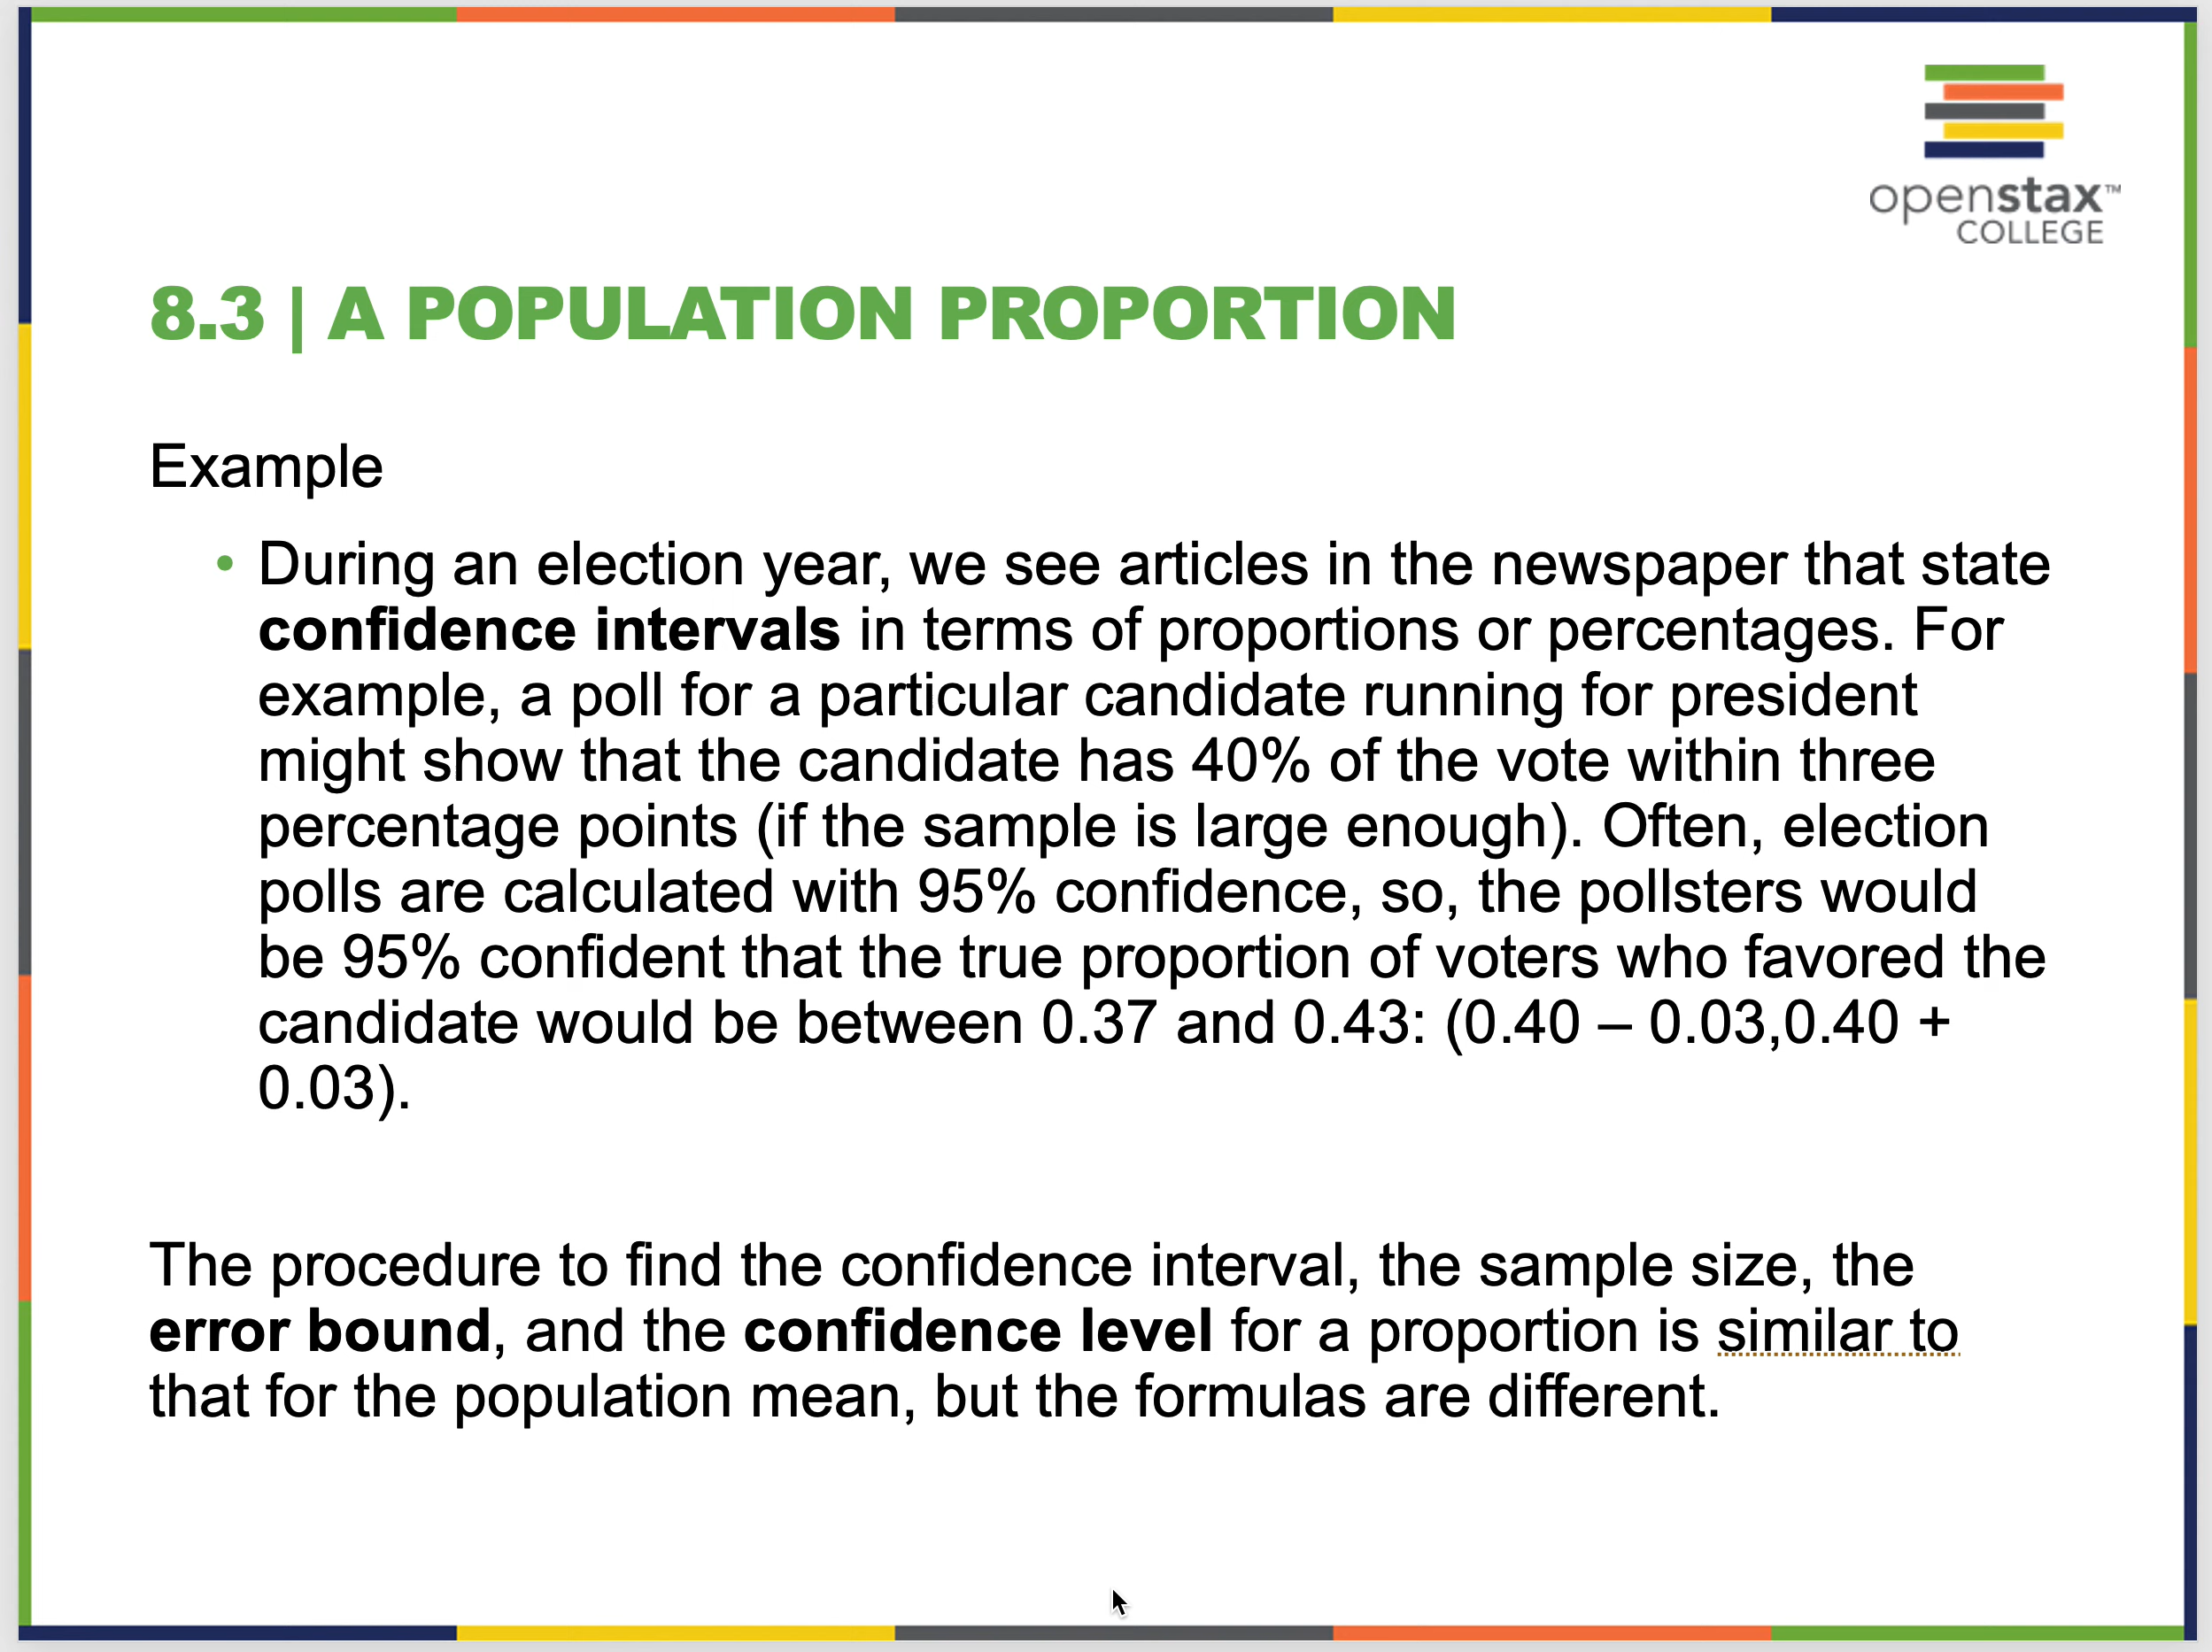 openstax™
COLLEGE
8.3 | A POPULATION PROPORTION
Example
• During an election year, we see articles in the newspaper that state
confidence intervals in terms of proportions or percentages. For
example, a poll for a particular candidate running for president
might show that the candidate has 40% of the vote within three
percentage points (if the sample is large enough). Often, election
polls are calculated with 95% confidence, so, the pollsters would
be 95% confident that the true proportion of voters who favored the
candidate would be between 0.37 and 0.43: (0.40 – 0.03,0.40 +
0.03).
The procedure to find the confidence interval, the sample size, the
error bound, and the confidence level for a proportion is similar to
that for the population mean, but the formulas are different.